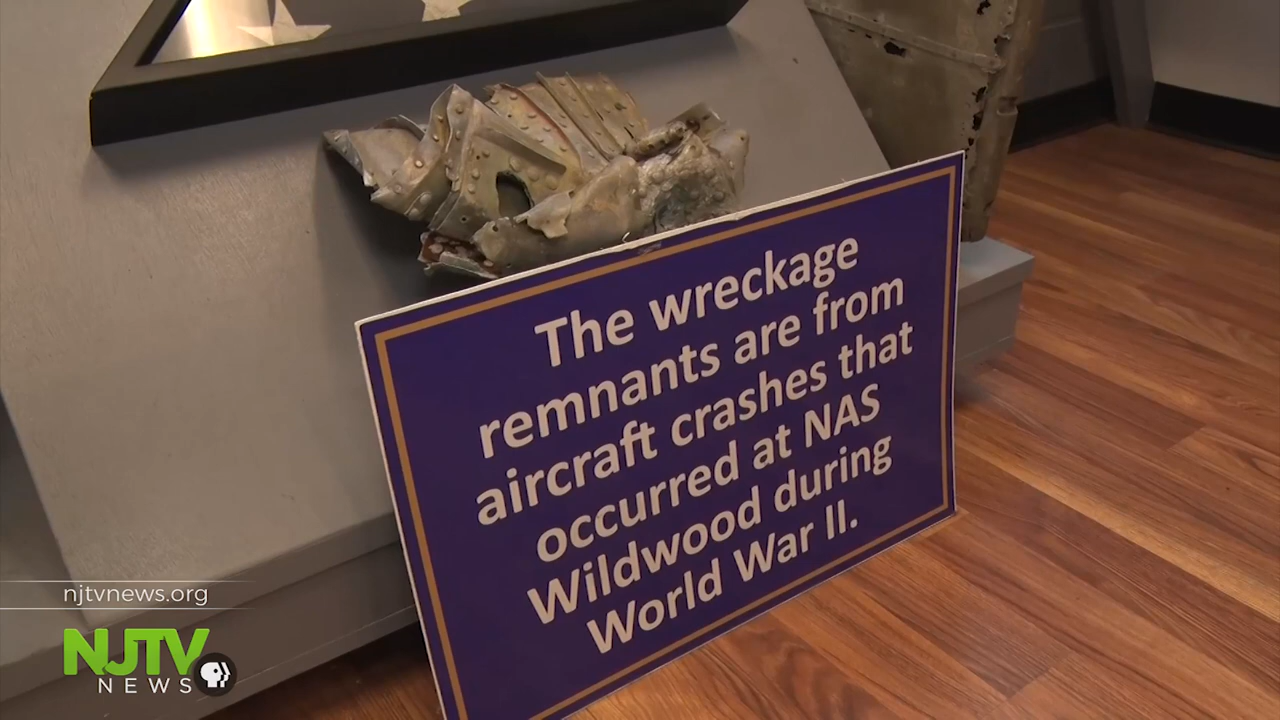 The wreckage
remnants are from
aircraft crashes that
occurred at NAS
Wildwood during
World War II.
njtvnews.org
NJTV
NEWS